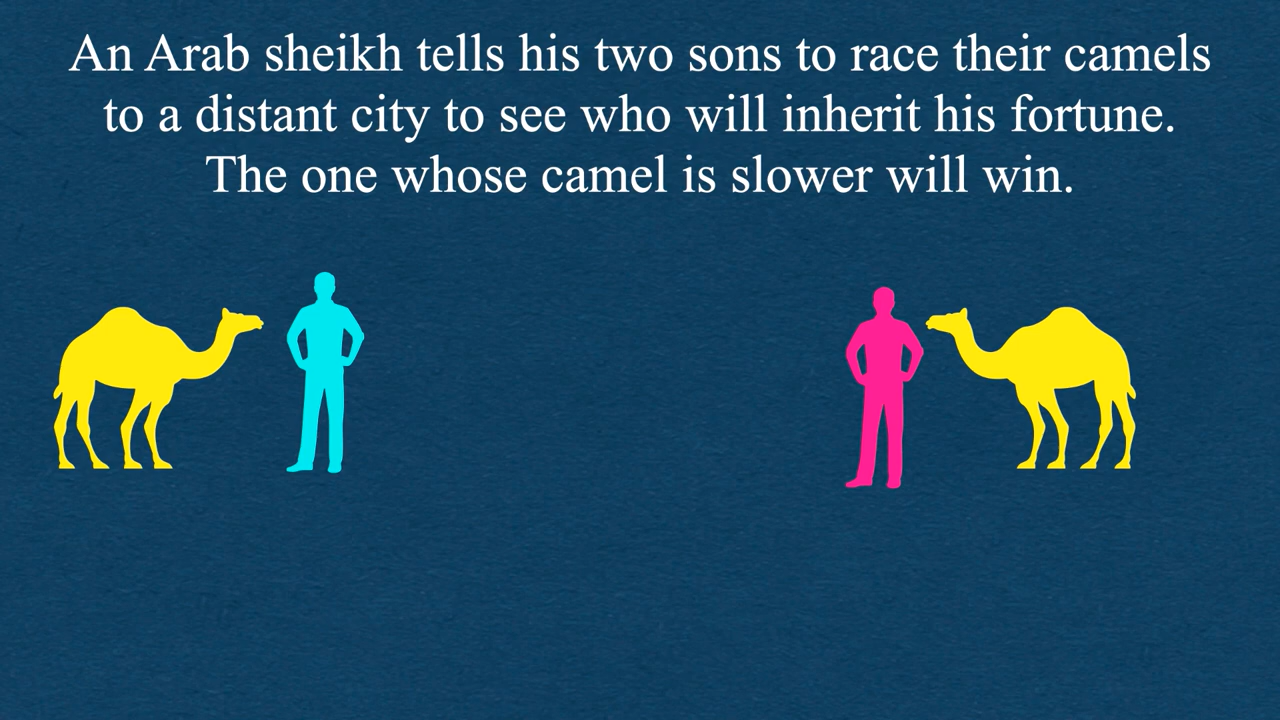 An Arab sheikh tells his two sons to race their camels
to a distant city to see who will inherit his fortune.
The one whose camel is slower will win.